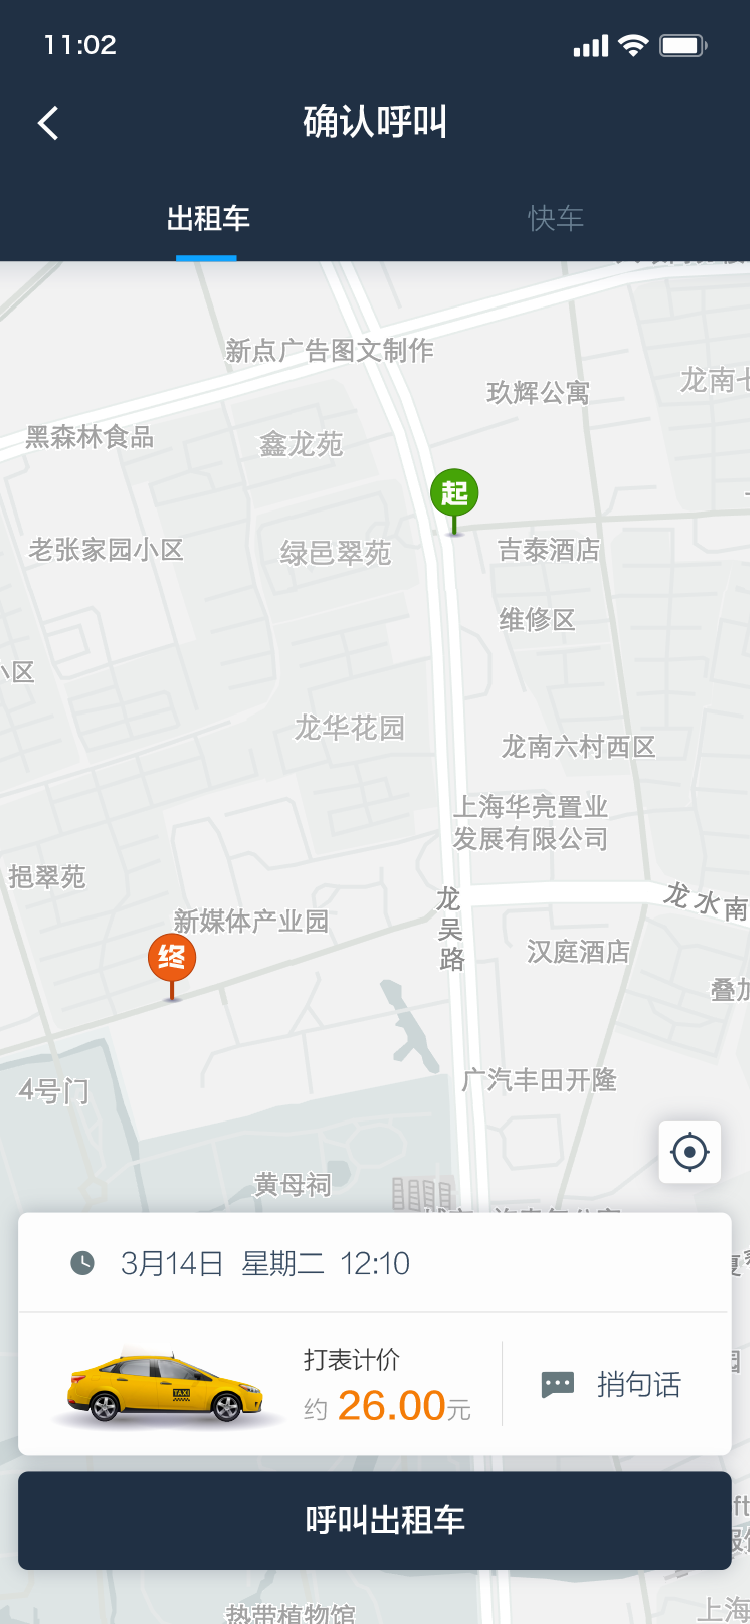 11:02
确认呼叫
出租车
快车
新点广告图文制作
玖辉公寓
龙南七
黑森林食品
鑫龙苑
起
老张家园小区
绿邑翠苑
吉泰酒店
维修区
小区
龙华花园
龙南六村西区
上海华亮置业
发展有限公司
挹翠苑
龙吴路
龙水南
新媒体产业园
汉庭酒店
终
叠加
广汽丰田开隆
4号门
黄母祠
3月14日 星期二 12:10
打表计价
约 26.00元
捎句话
TAXI
呼叫出租车
热带植物馆
上海